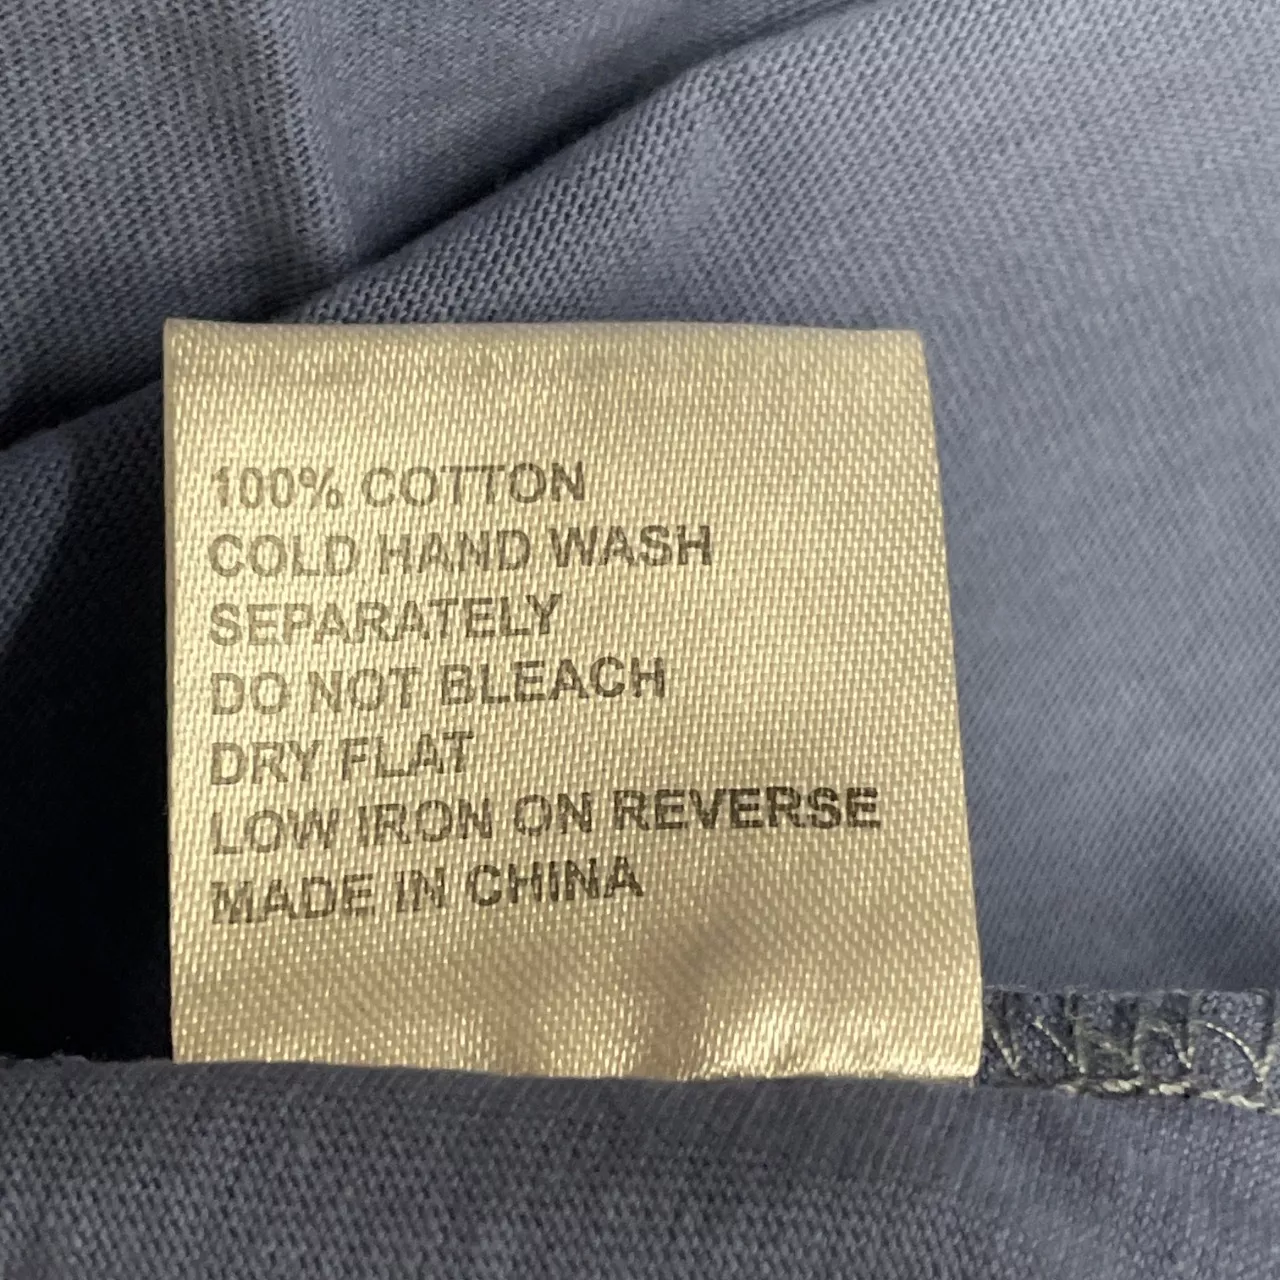 100% COTTON
COLD HAND WASH
SEPARATELY
DO NOT BLEACH
DRY FLAT
LOW IRON ON REVERSE
MADE IN CHINA